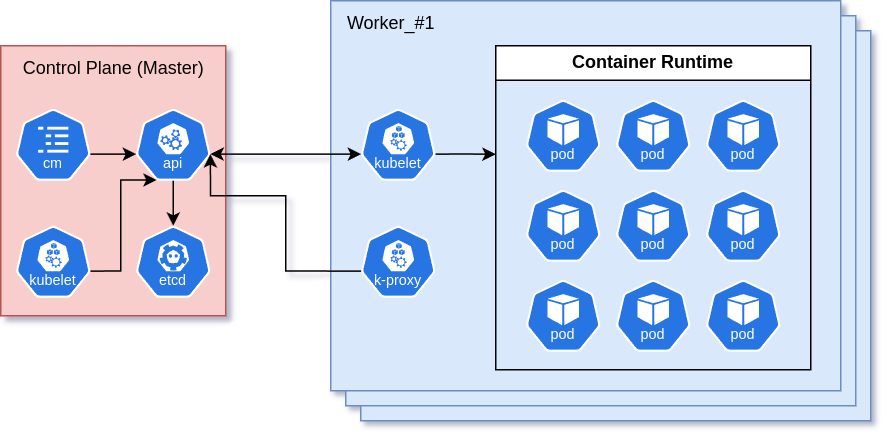 Worker_#1
Control Plane (Master)
Container Runtime
cm
api
kubelet
etcd
kubelet
k-proxy
pod
pod
pod
pod
pod
pod
pod
pod
pod